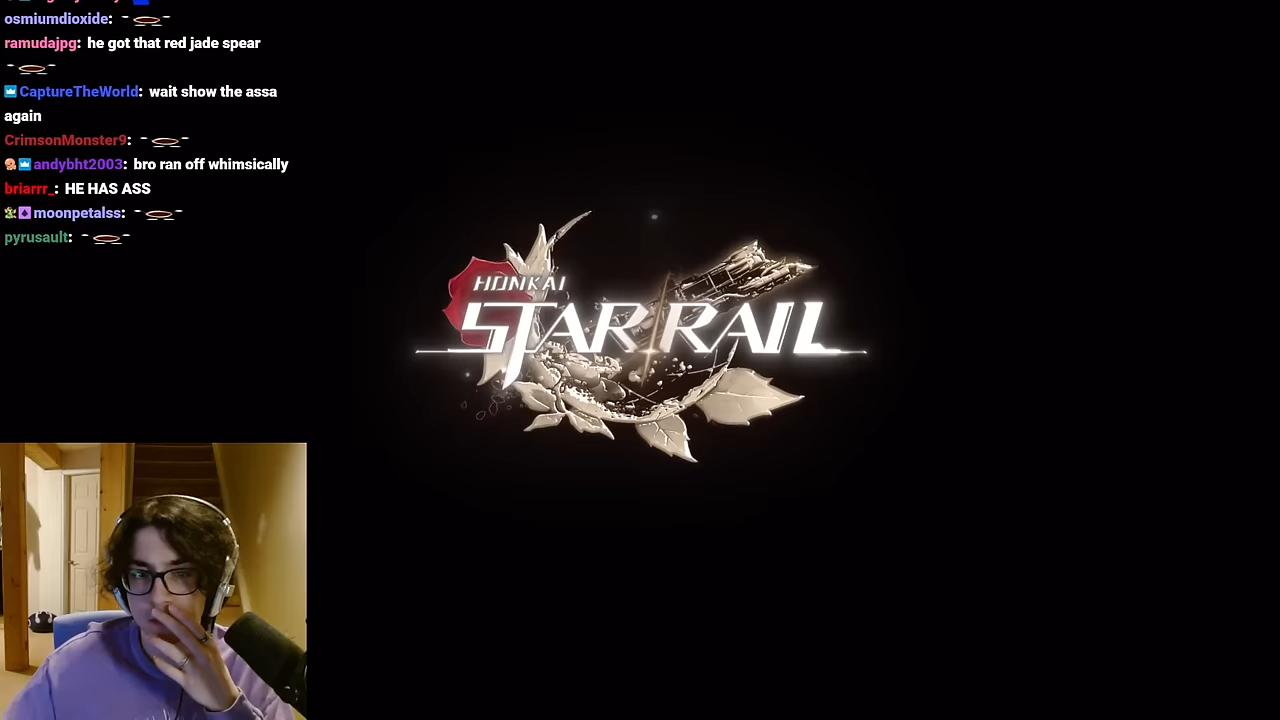 osmiumdioxide:
ramudajpg: he got that red jade spear
CaptureTheWorld: wait show the assa
again
CrimsonMonster9:
andybht2003: bro ran off whimsically
briarrr_: HE HAS ASS
moonpetalss:
pyrusault:
HONKAI
STAR RAIL